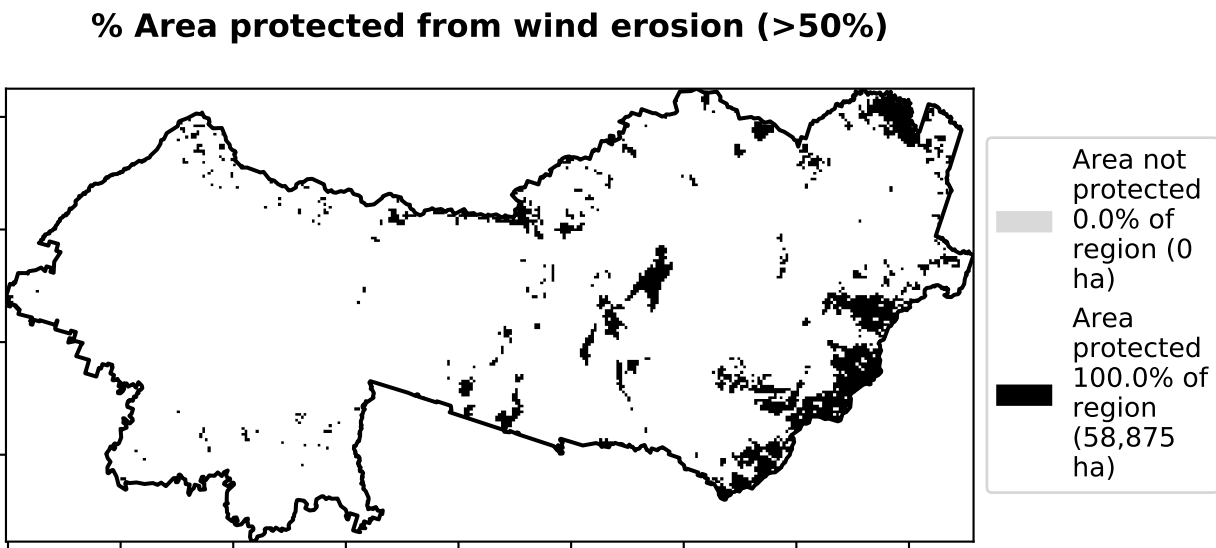 % Area protected from wind erosion (>50%)
Area not
protected
0.0% of
region (0
ha)
Area
protected
100.0% of
region
(58,875
ha)